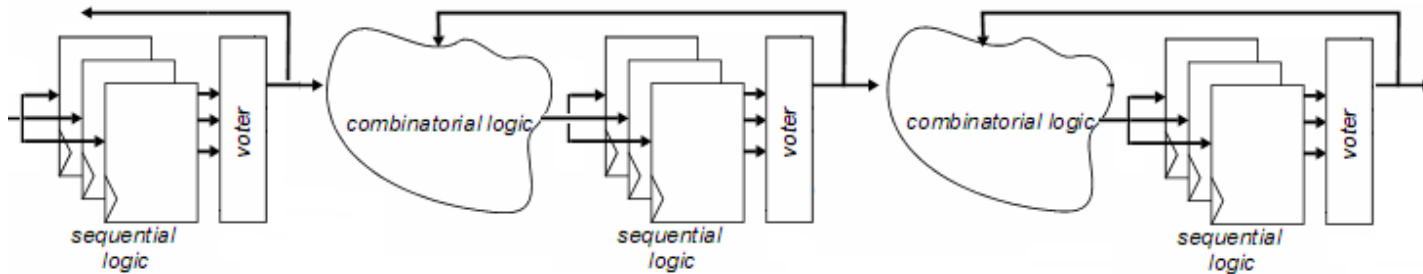 voter
combinatorial logic
voter
combinatorial logic
voter
sequential
logic
sequential
logic
sequential
logic